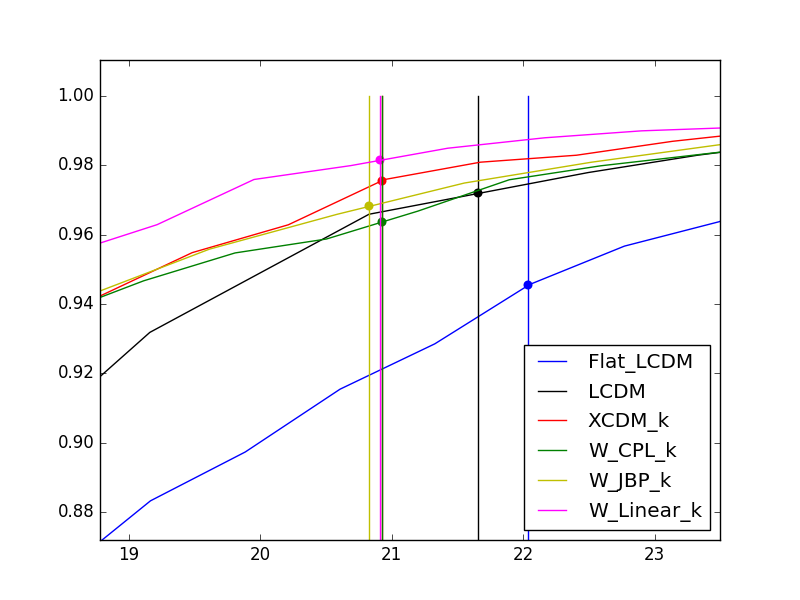 1.00
0.98
0.96
0.94
0.92
0.90
0.88
19 20 21 22 23
Flat_LCDM
LCDM
XCDM_k
W_CPL_k
W_JBP_k
W_Linear_k